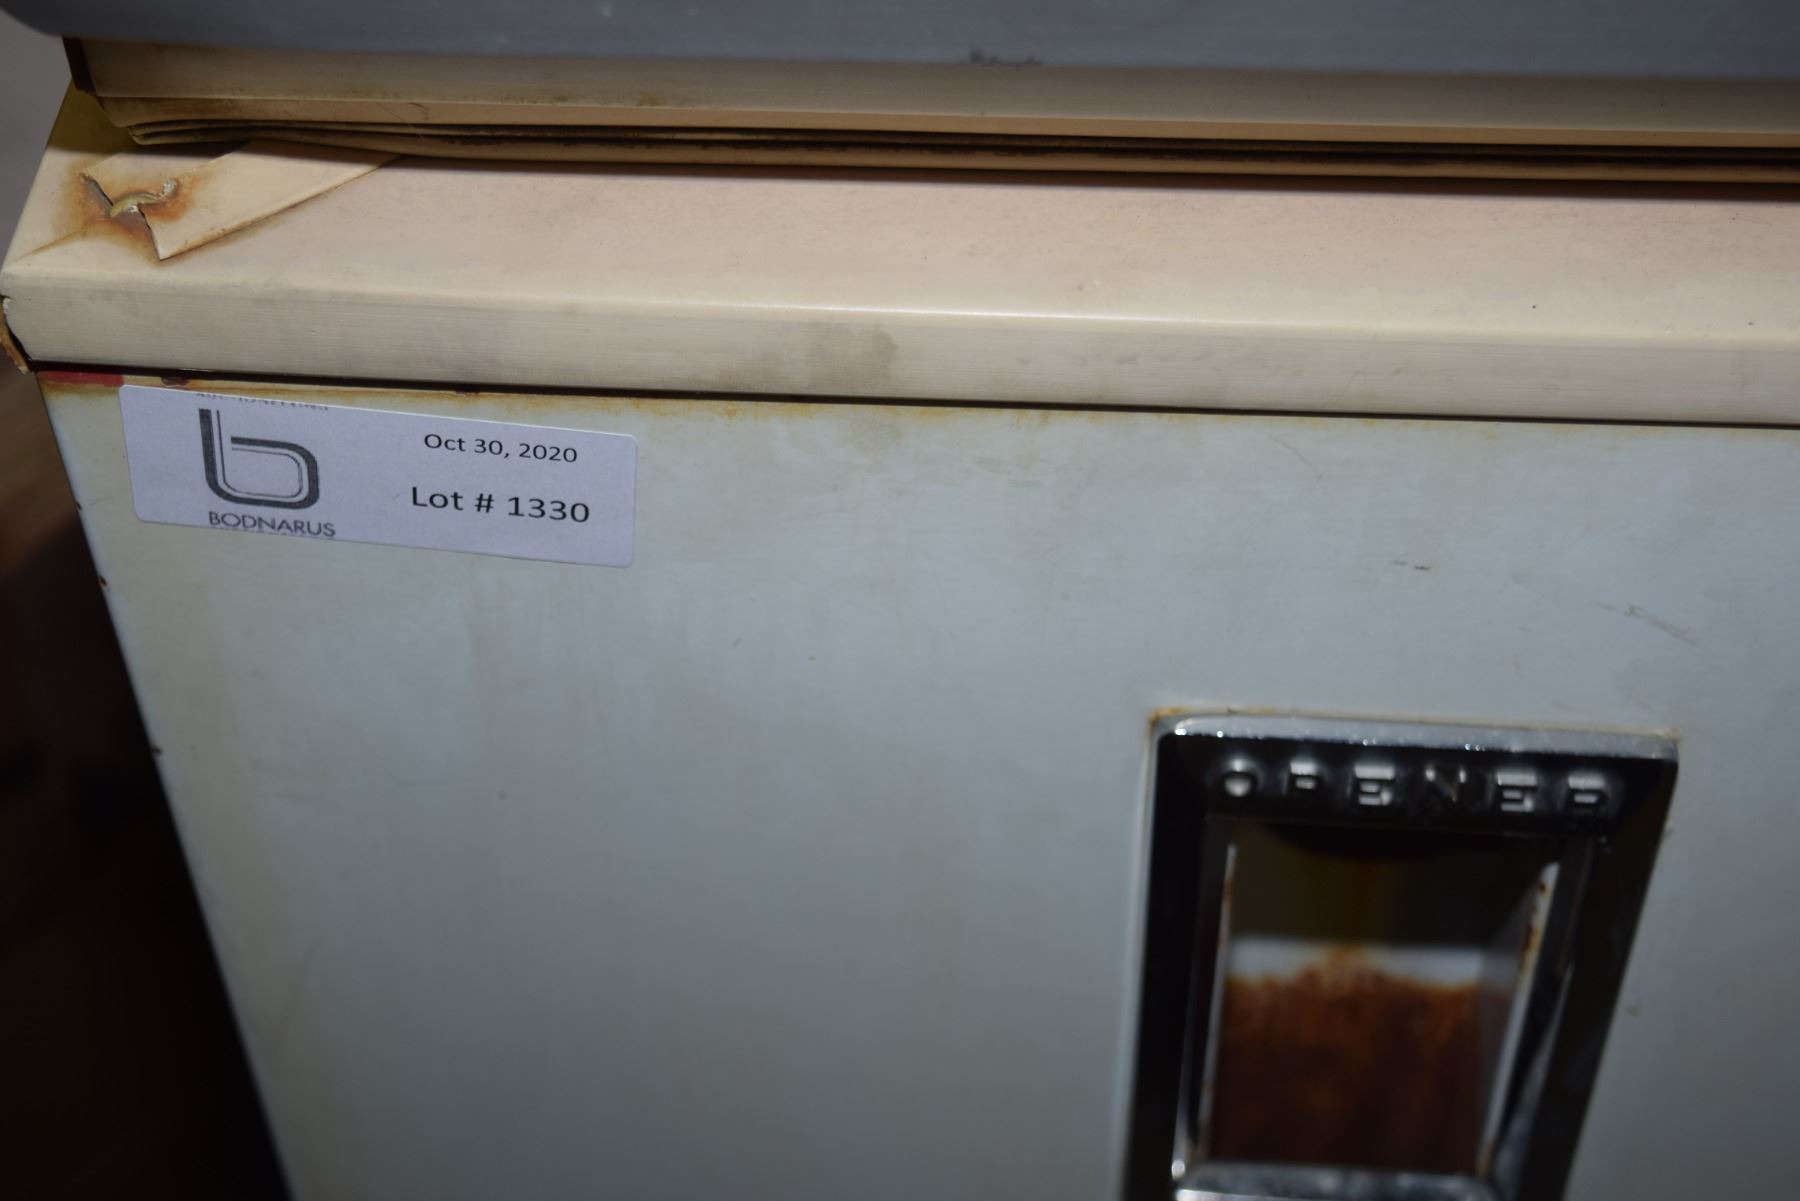 Oct 30, 2020
Lot # 1330
BODNARUS
OPENER